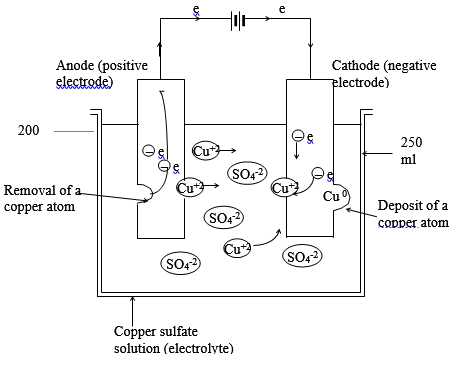 e e
Anode (positive
electrode)
Cathode (negative
electrode)
200
250
ml
e e
Cu+2
e
SO4-2
e
Cu+2
Cu+2
Cu0
Removal of a
copper atom
SO4-2
Deposit of a
copper atom
Cu+2
SO4-2
SO4-2
Copper sulfate
solution (electrolyte)